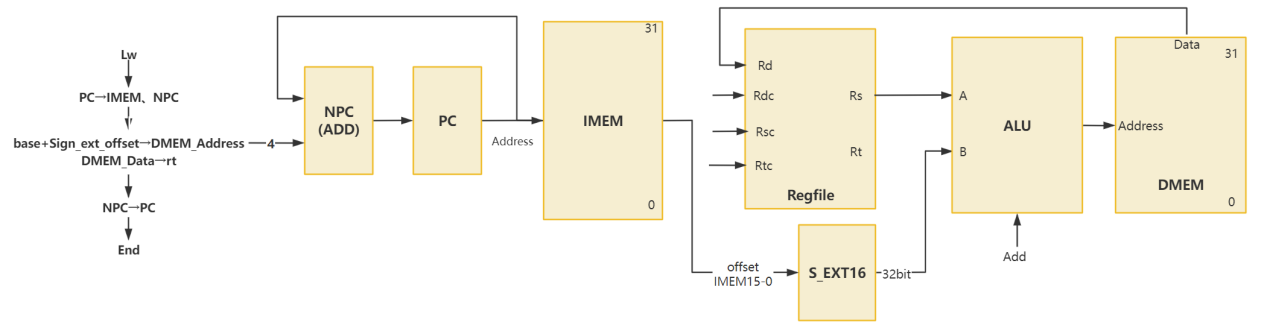 Lw
PC→IMEM、NPC
base+Sign_ext_offset→DMEM_Address
DMEM_Data→rt
NPC→PC
End
4
NPC
(ADD)
PC
Address
IMEM
31
0
offset
IMEM15-0
S_EXT16
32bit
Rd
Rdc
Rsc
Rtc
Rs
Rt
Regfile
A
B
ALU
Add
Data
31
Address
DMEM
0